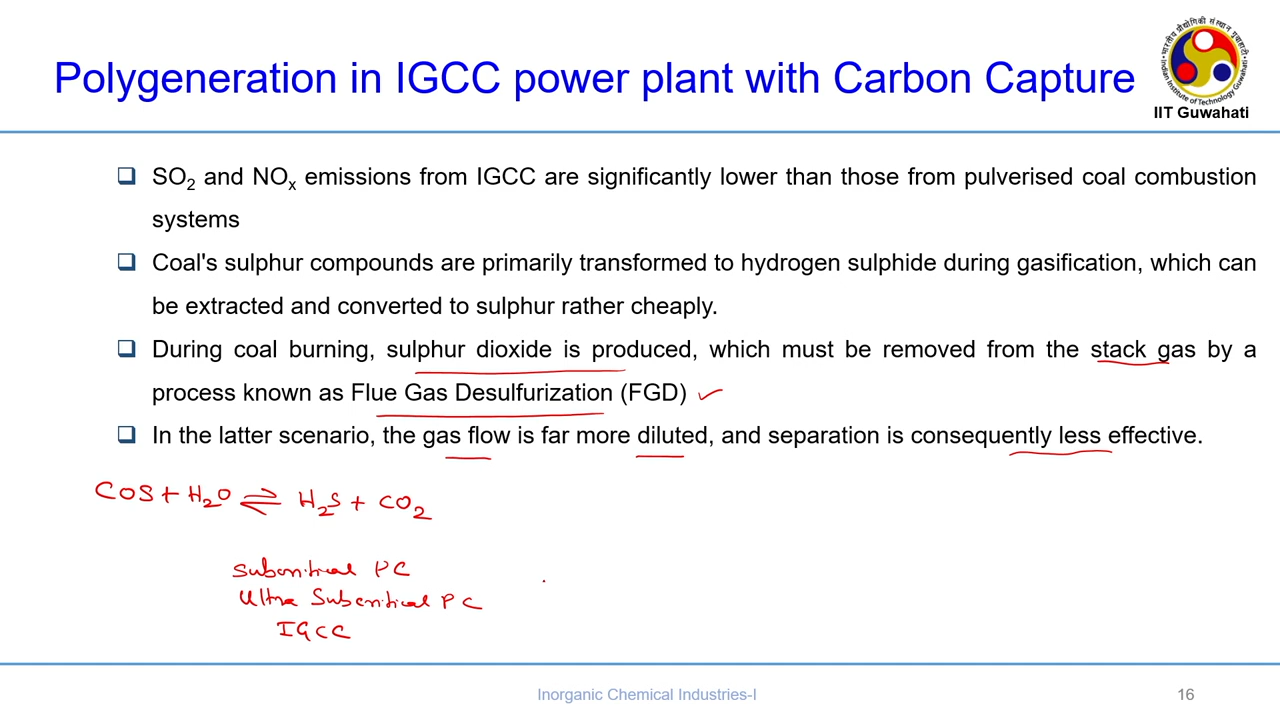 Polygeneration in IGCC power plant with Carbon Capture
IIT Guwahati
SO2 and NOx emissions from IGCC are significantly lower than those from pulverised coal combustion
systems
Coal's sulphur compounds are primarily transformed to hydrogen sulphide during gasification, which can
be extracted and converted to sulphur rather cheaply.
During coal burning, sulphur dioxide is produced, which must be removed from the stack gas by a
process known as Flue Gas Desulfurization (FGD) ✓
In the latter scenario, the gas flow is far more diluted, and separation is consequently less effective.
COS + H2O ⇌ H2S + CO2
Subcritical PC
Ultra Subcritical PC
IGCC
Inorganic Chemical Industries-I
16